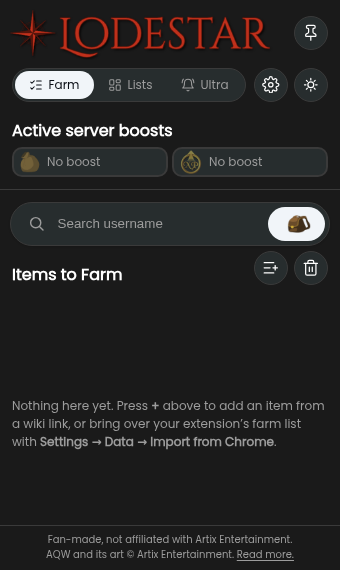 LODESTAR
Farm
Lists
Ultra
Active server boosts
No boost
No boost
Search username
Items to Farm
Nothing here yet. Press + above to add an item from
a wiki link, or bring over your extension’s farm list
with Settings → Data → Import from Chrome.
Fan-made, not affiliated with Artix Entertainment.
AQW and its art © Artix Entertainment. Read more.